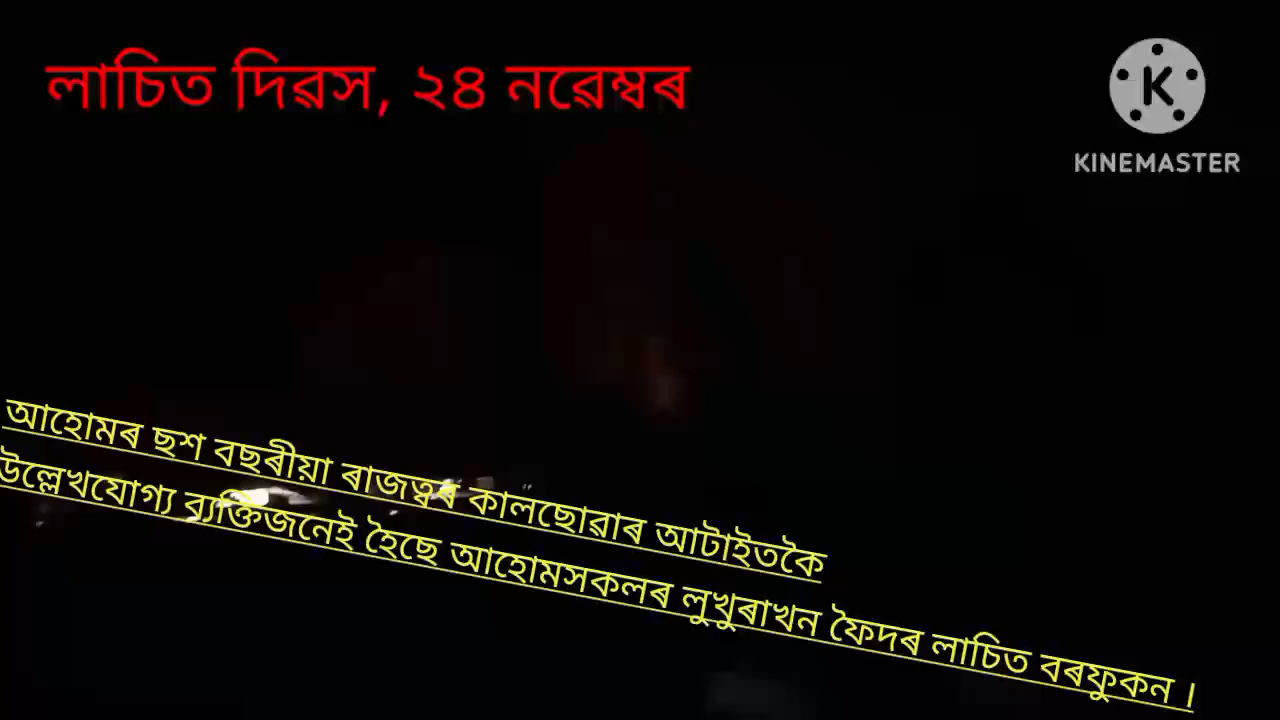 লাচিত দিৱস, ২৪ নৱেম্বৰ
KINEMASTER
আহোমৰ ছশ বছৰীয়া ৰাজত্বৰ কালছোৱাৰ আটাইতকৈ
উল্লেখযোগ্য ব্যক্তিজনেই হৈছে আহোমসকলৰ লুখুৰাখন ফৈদৰ লাচিত বৰফুকন ।